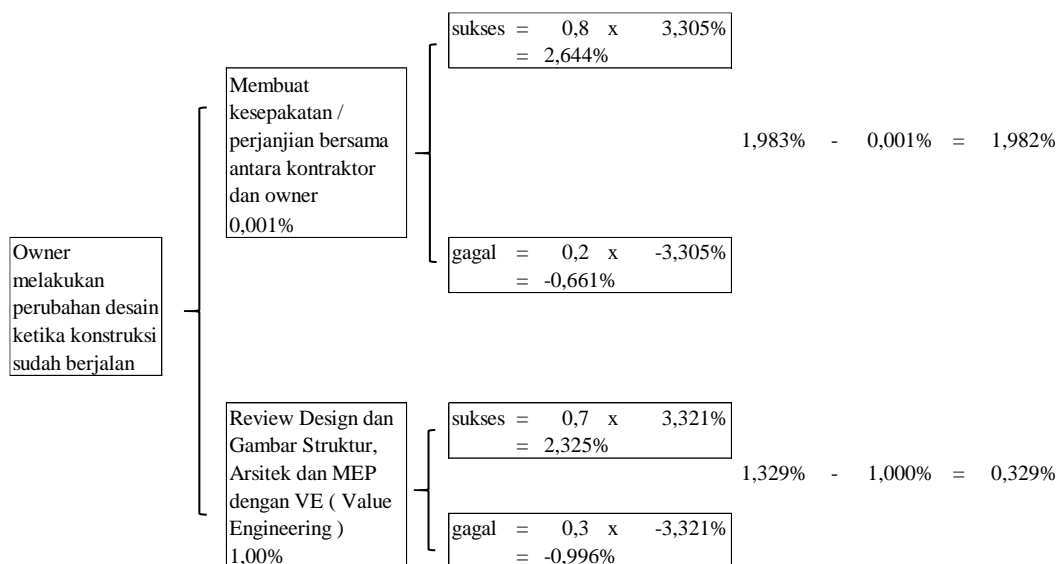 Owner
melakukan
perubahan desain
ketika konstruksi
sudah berjalan
Membuat
kesepakatan /
perjanjian bersama
antara kontraktor
dan owner
0,001%
sukses = 0,8 x 3,305%
= 2,644%
1,983% - 0,001% = 1,982%
gagal = 0,2 x -3,305%
= -0,661%
Review Design dan
Gambar Struktur,
Arsitek dan MEP
dengan VE ( Value
Engineering )
1,00%
sukses = 0,7 x 3,321%
= 2,325%
1,329% - 1,000% = 0,329%
gagal = 0,3 x -3,321%
= -0,996%